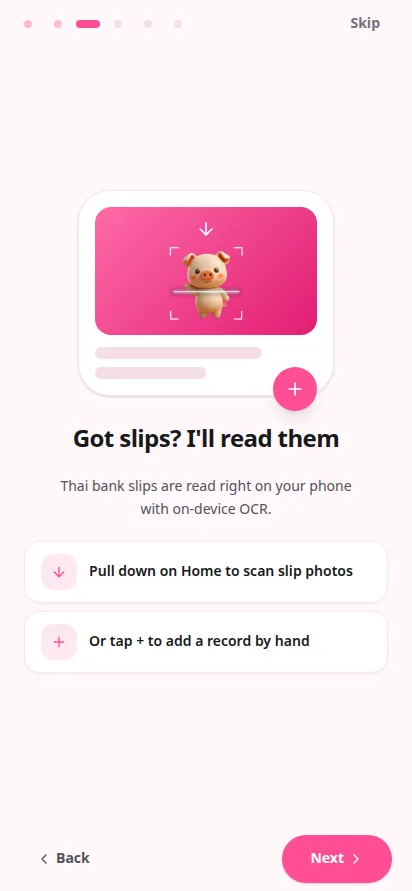 Skip
Got slips? I'll read them
Thai bank slips are read right on your phone
with on-device OCR.
Pull down on Home to scan slip photos
Or tap + to add a record by hand
Back
Next